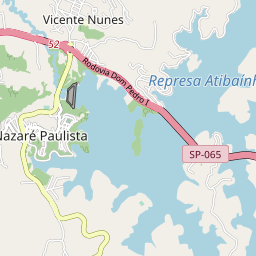 Vicente Nunes
52
Rodovia Dom Pedro I
Represa Atibainh
Nazaré Paulista
SP-065